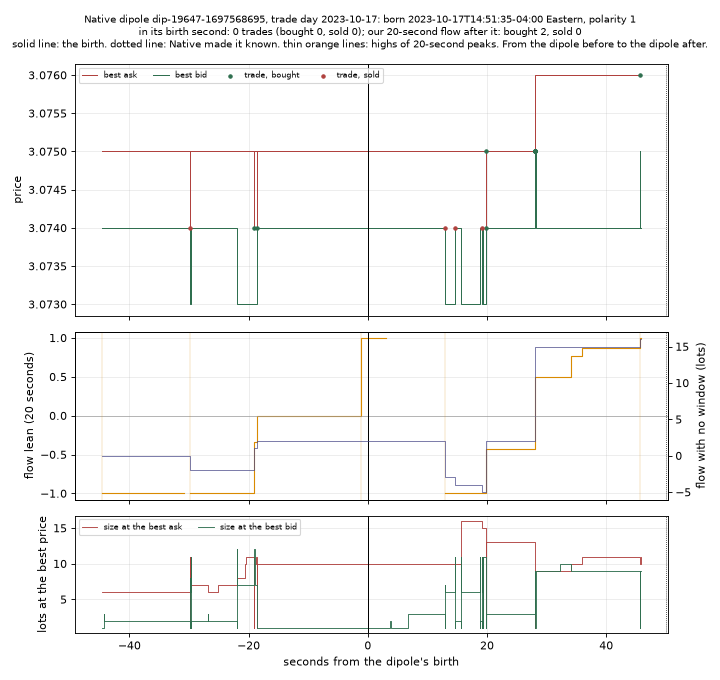 Native dipole dip-19647-1697568695, trade day 2023-10-17: born 2023-10-17T14:51:35-04:00 Eastern, polarity 1
in its birth second: 0 trades (bought 0, sold 0); our 20-second flow after it: bought 2, sold 0
solid line: the birth. dotted line: Native made it known. thin orange lines: highs of 20-second peaks. From the dipole before to the dipole after.
best ask
best bid
trade, bought
trade, sold
3.0760
3.0755
3.0750
3.0745
3.0740
3.0735
3.0730
price
1.0
0.5
0.0
−0.5
−1.0
flow lean (20 seconds)
15
10
5
0
−5
flow with no window (lots)
size at the best ask
size at the best bid
15
10
5
lots at the best price
−40
−20
0
20
40
seconds from the dipole's birth